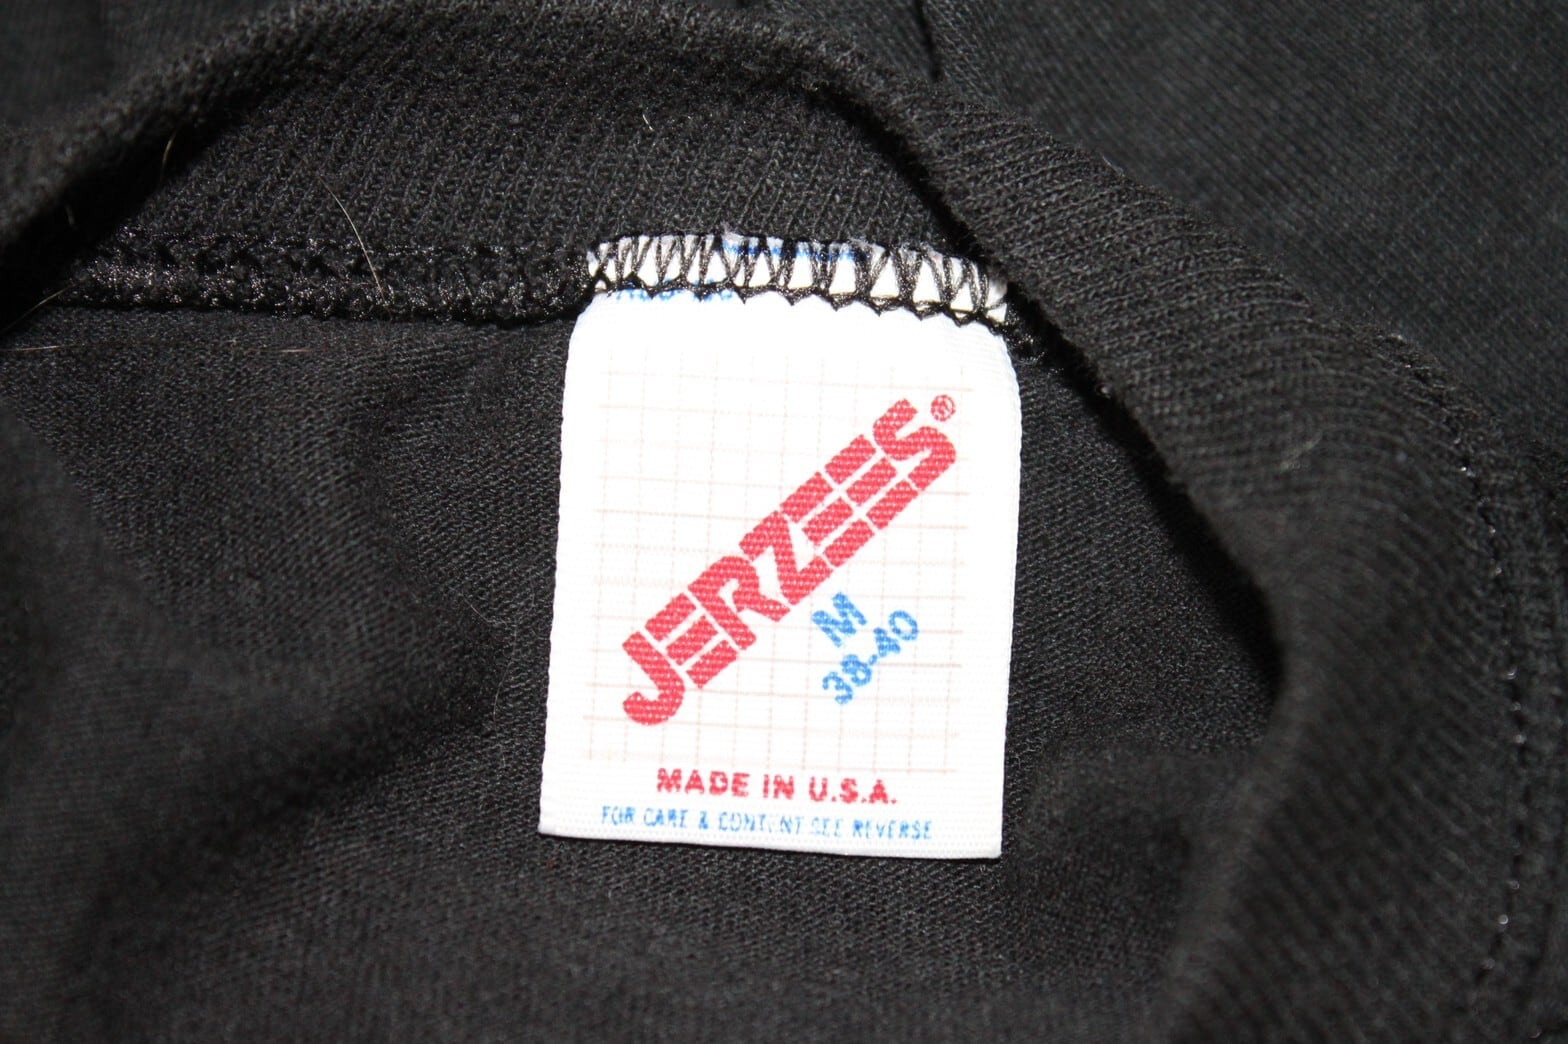 JERZEES®
M
38-40
MADE IN U.S.A.
FOR CARE & CONTENT SEE REVERSE